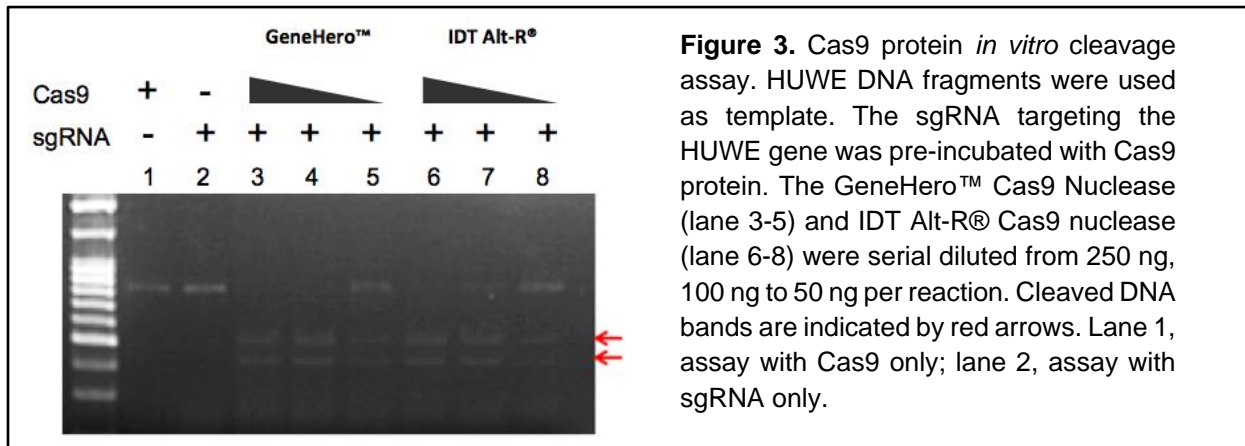 GeneHero™ IDT Alt-R®
Cas9 + -
sgRNA - + + + + + + +
1 2 3 4 5 6 7 8
Figure 3. Cas9 protein in vitro cleavage
assay. HUWE DNA fragments were used
as template. The sgRNA targeting the
HUWE gene was pre-incubated with Cas9
protein. The GeneHero™ Cas9 Nuclease
(lane 3-5) and IDT Alt-R® Cas9 nuclease
(lane 6-8) were serial diluted from 250 ng,
100 ng to 50 ng per reaction. Cleaved DNA
bands are indicated by red arrows. Lane 1,
assay with Cas9 only; lane 2, assay with
sgRNA only.